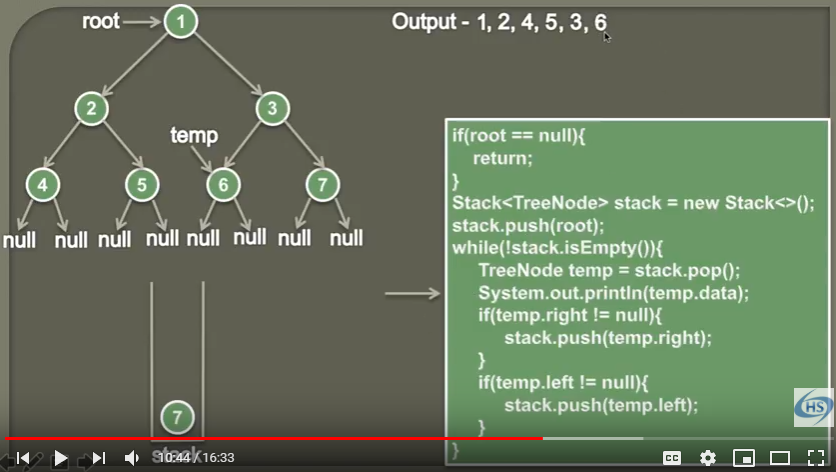 root
Output - 1, 2, 4, 5, 3, 6
1
2
3
temp
4
5
6
7
null null null null null null null null
7
stack
if(root == null){
return;
}
Stack<TreeNode> stack = new Stack<>();
stack.push(root);
while(!stack.isEmpty()){
TreeNode temp = stack.pop();
System.out.println(temp.data);
if(temp.right != null){
stack.push(temp.right);
}
if(temp.left != null){
stack.push(temp.left);
}
}
HS
10:44 / 16:33
CC